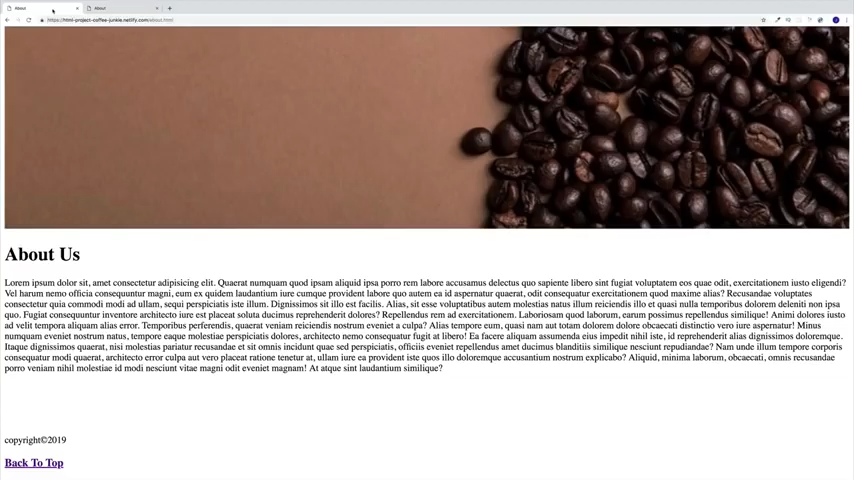 About
About
https://html-project-coffee-junkie.netlify.com/about.html
About Us
Lorem ipsum dolor sit, amet consectetur adipisicing elit. Quaerat numquam quod ipsam aliquid ipsa porro rem labore accusamus delectus quo sapiente libero sint fugiat voluptatem eos quae odit, exercitationem iusto eligendi?
Vel harum nemo officia consequuntur magni, eum ex quidem laudantium iure cumque provident labore quo autem ea id aspernatur quaerat, odit consequatur exercitationem quod maxime alias? Recusandae voluptates
consectetur quia commodi modi ad ullam, sequi perspiciatis iste illum. Dignissimos sit illo est facilis. Alias, sit esse voluptatibus autem molestias natus illum reiciendis illo et quasi nulla temporibus dolorem deleniti non ipsa
quo. Fugiat consequuntur inventore architecto iure est placeat soluta ducimus reprehenderit dolores? Repellendus rem ad exercitationem. Laboriosam quod laborum, earum possimus repellendus similique! Animi dolores iusto
ad velit tempora aliquam alias error. Temporibus perferendis, quaerat veniam reiciendis nostrum eveniet a culpa? Alias tempore eum, quasi nam aut totam dolorem dolore obcaecati distinctio vero iure aspernatur! Minus
numquam eveniet nostrum natus, tempore eaque molestias perspiciatis dolores, architecto nemo consequatur fugit at libero! Ea facere aliquam assumenda eius impedit nihil iste, id reprehenderit alias dignissimos doloremque.
Itaque dignissimos quaerat, nisi molestias pariatur recusandae et sit omnis incidunt quae sed perspiciatis, officiis eveniet repellendus amet ducimus blanditiis similique nesciunt repudiandae? Nam unde illum tempore corporis
consequatur modi quaerat, architecto error culpa aut vero placeat ratione tenetur at, ullam iure ea provident iste quos illo doloremque accusantium nostrum explicabo? Aliquid, minima laborum, obcaecati, omnis recusandae
porro veniam nihil molestiae id modi nesciunt vitae magni odit eveniet magnam! At atque sint laudantium similique?
copyright©2019
Back To Top